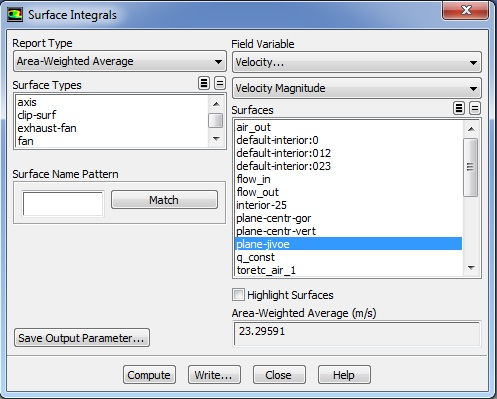 Surface Integrals
Report Type
Area-Weighted Average
Surface Types
axis
clip-surf
exhaust-fan
fan
Surface Name Pattern
Match
Save Output Parameter...
Field Variable
Velocity...
Velocity Magnitude
Surfaces
air_out
default-interior:0
default-interior:012
default-interior:023
flow_in
flow_out
interior-25
plane-centr-gor
plane-centr-vert
plane-jivoe
q_const
toretc_air_1
Highlight Surfaces
Area-Weighted Average (m/s)
23.29591
Compute
Write...
Close
Help